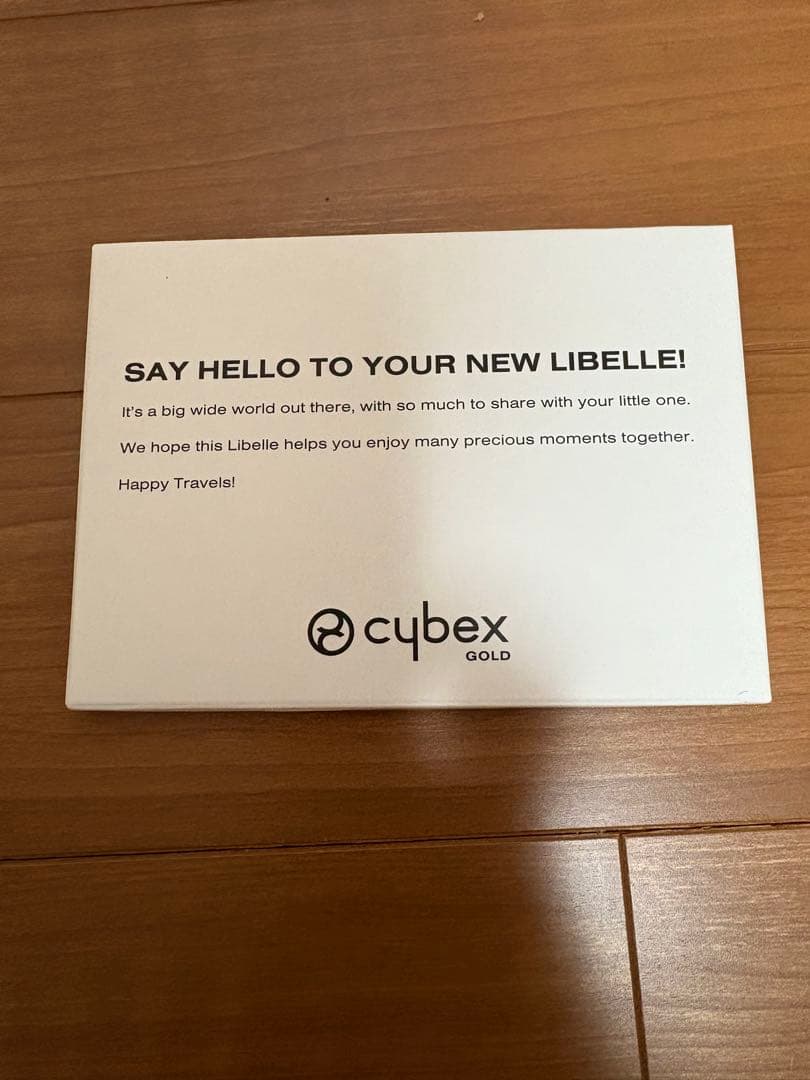 SAY HELLO TO YOUR NEW LIBELLE!
It's a big wide world out there, with so much to share with your little one.
We hope this Libelle helps you enjoy many precious moments together.
Happy Travels!
cybex
GOLD